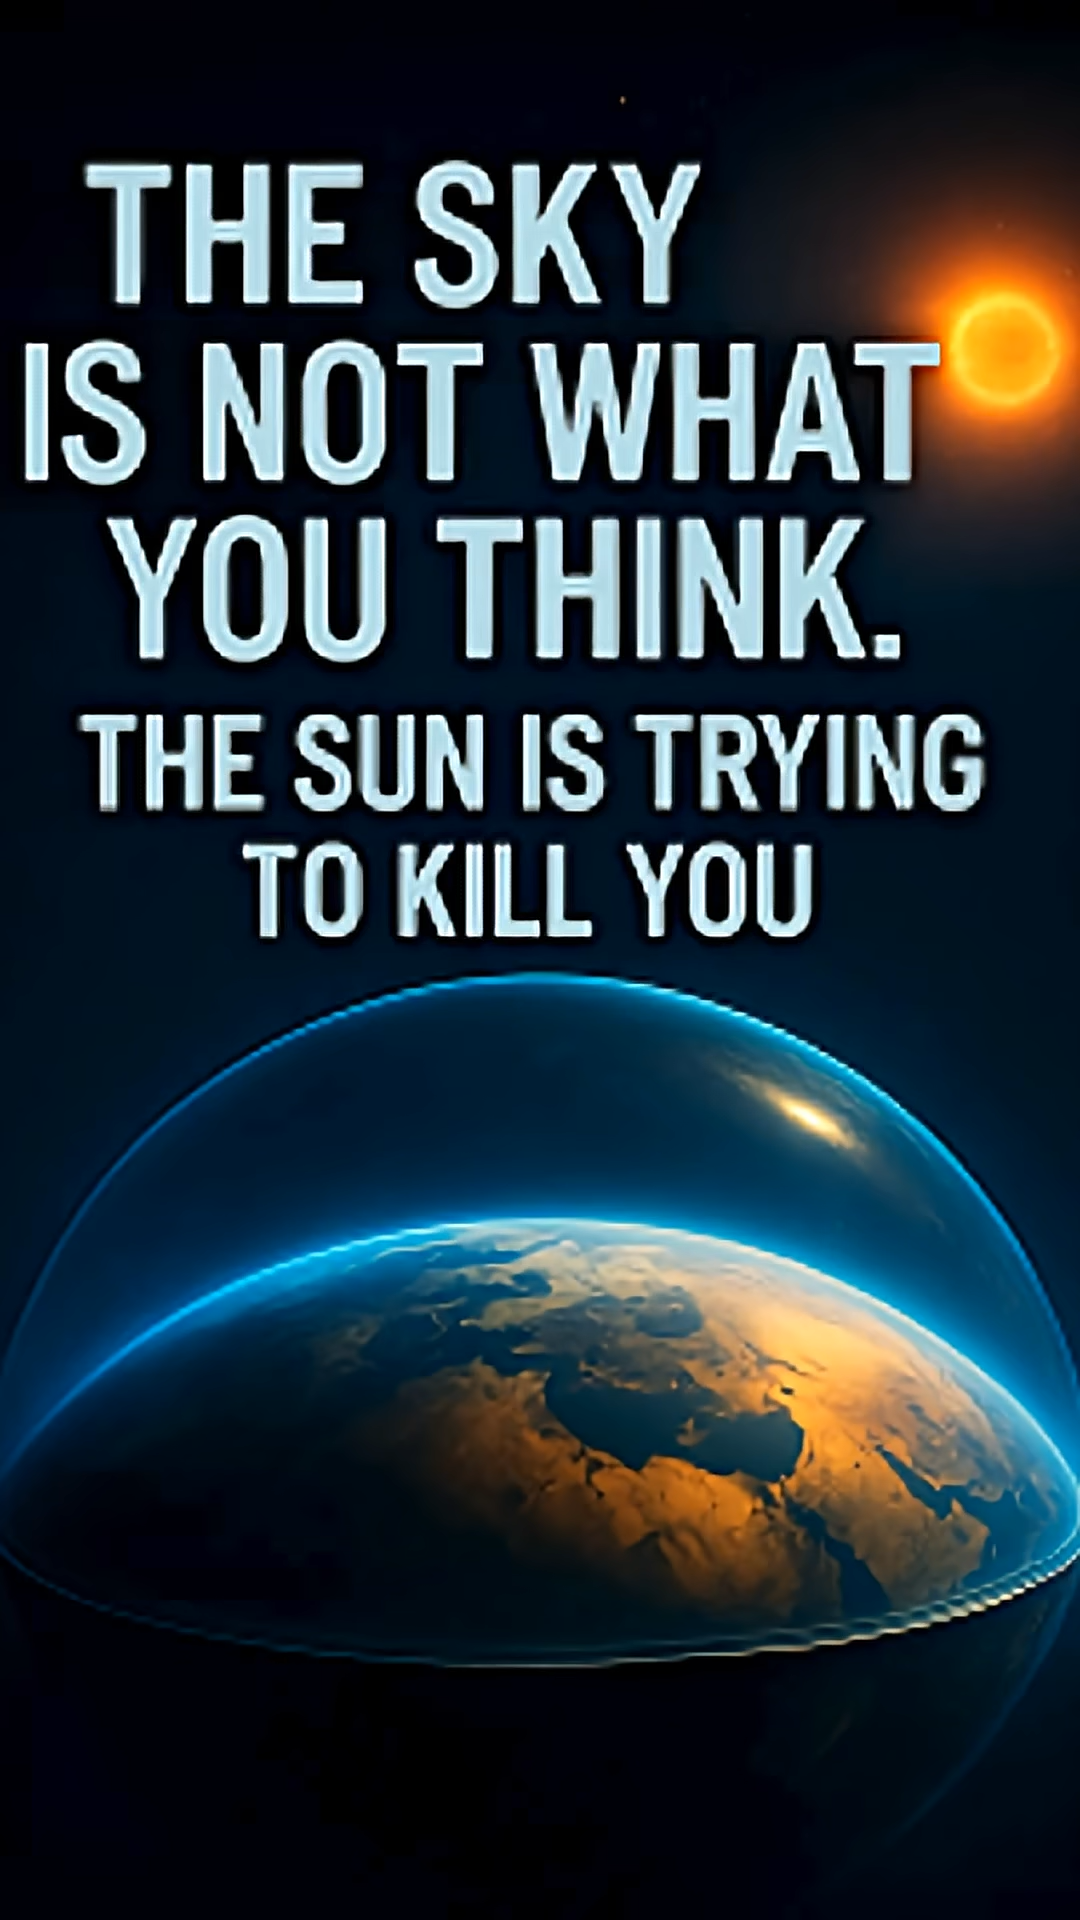 THE SKY
IS NOT WHAT
YOU THINK.
THE SUN IS TRYING
TO KILL YOU